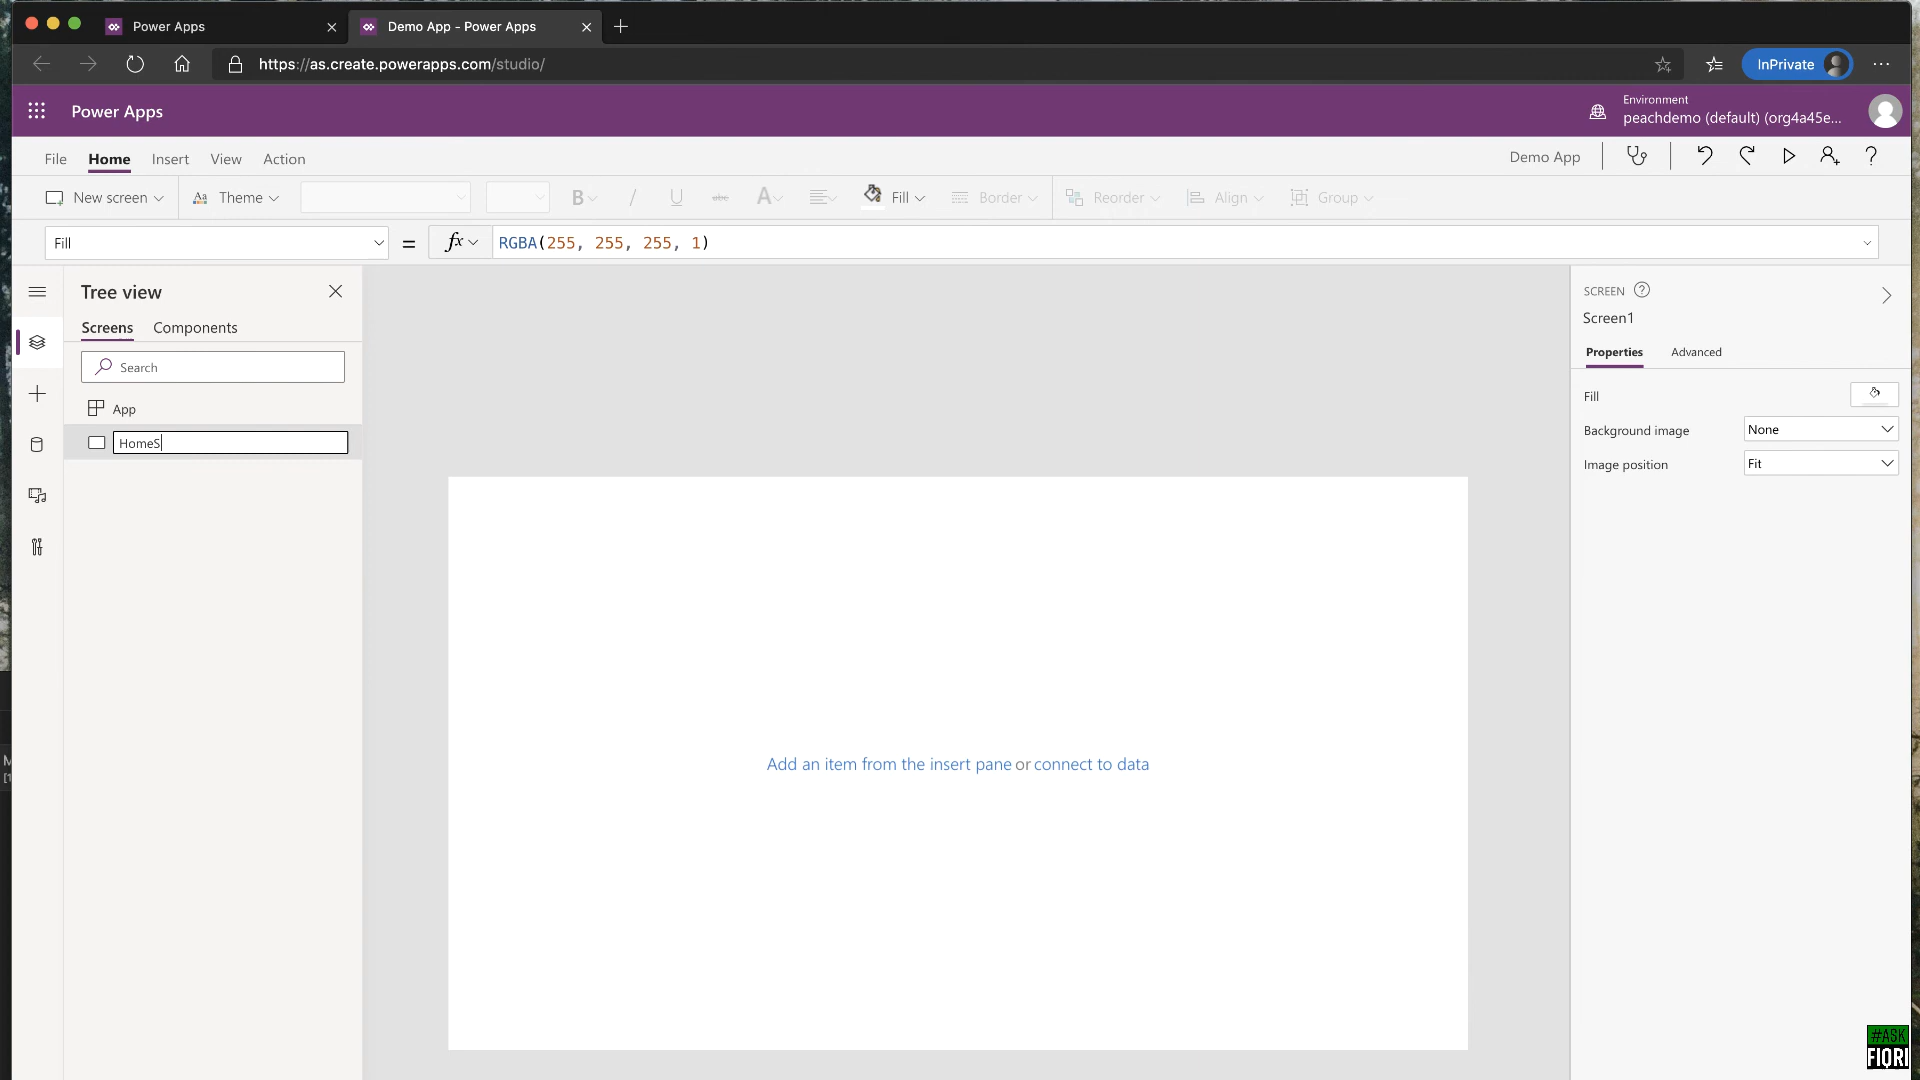 Power Apps
Demo App - Power Apps
https://as.create.powerapps.com/studio/
InPrivate
Power Apps
Environment
peachdemo (default) (org4a45e...
File Home Insert View Action
Demo App
New screen
Theme
B / U abc A
Fill
Border
Reorder
Align
Group
Fill
= fx RGBA(255, 255, 255, 1)
Tree view
Screens Components
Search
App
HomeS
Add an item from the insert pane or connect to data
SCREEN
Screen1
Properties Advanced
Fill
Background image None
Image position Fit
#ASK
FIORI